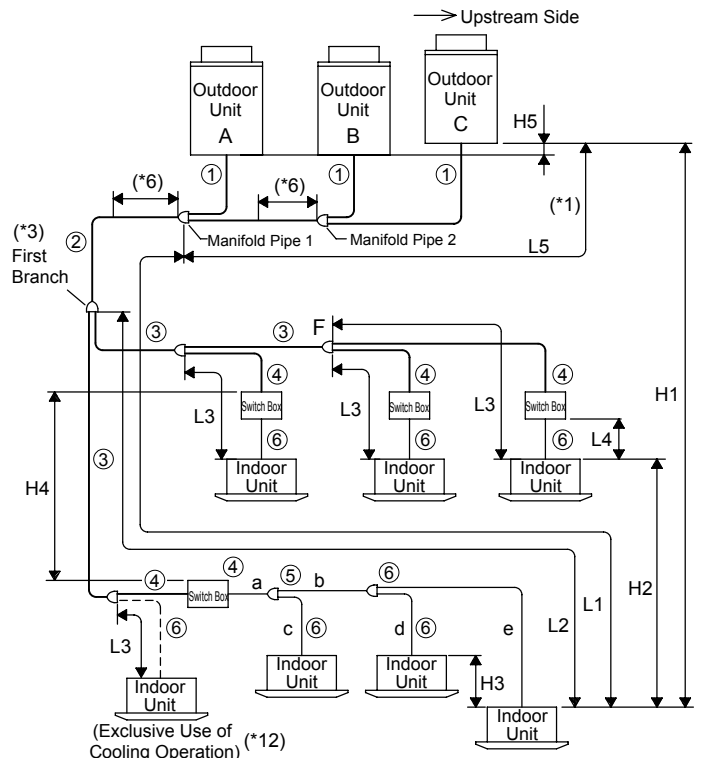 Upstream Side
Outdoor
Unit
A
Outdoor
Unit
B
Outdoor
Unit
C
H5
①
①
①
(*6)
(*6)
(*1)
(*3)
②
First
Branch
Manifold Pipe 1
Manifold Pipe 2
L5
③
③
F
④
④
④
Switch Box
Switch Box
Switch Box
L3
L3
L3
L4
H1
⑥
⑥
⑥
Indoor
Unit
Indoor
Unit
Indoor
Unit
H4
③
④
④
Switch Box
a
⑤
b
⑥
H2
L1
L2
L3
⑥
c
⑥
d
⑥
e
Indoor
Unit
Indoor
Unit
Indoor
Unit
H3
Indoor
Unit
(Exclusive Use of
Cooling Operation)
(*12)